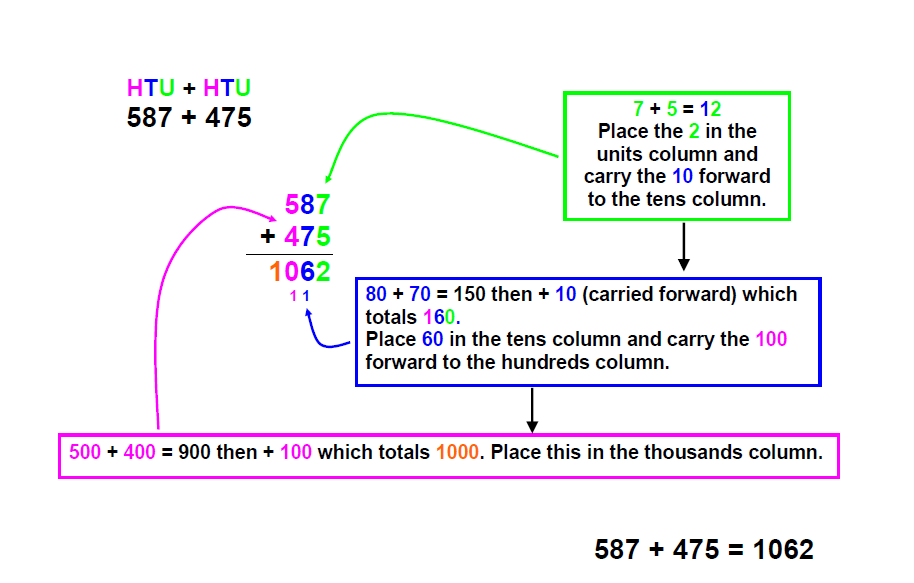 HTU + HTU
587 + 475
7 + 5 = 12
Place the 2 in the
units column and
carry the 10 forward
to the tens column.
587
+ 475
1062
1 1
80 + 70 = 150 then + 10 (carried forward) which
totals 160.
Place 60 in the tens column and carry the 100
forward to the hundreds column.
500 + 400 = 900 then + 100 which totals 1000. Place this in the thousands column.
587 + 475 = 1062